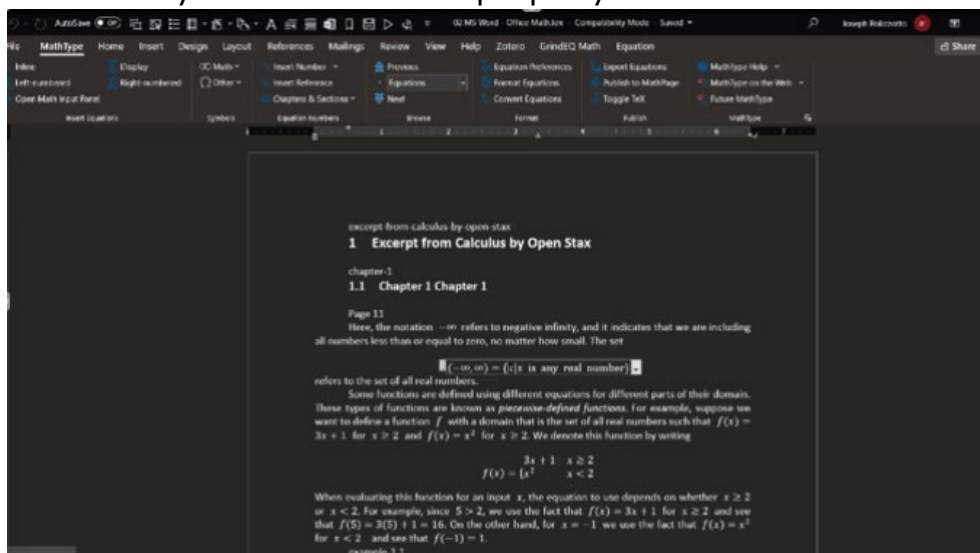 AutoSave Off 02 MS Word - Office Math.tex - Compatibility Mode - Saved
File MathType Home Insert Design Layout References Mailings Review View Help Zotero GrindEQ Math Equation Share
Inline Display Math Insert Number Previous Equation Preferences Export Equations MathType Help
Left-numbered Right-numbered Other Insert Reference Equations Format Equations Publish to MathPage MathType on the Web
Open Math Input Panel Chapters & Sections Next Convert Equations Toggle TeX Future MathType
Insert Equations Symbols Equation Numbers Browse Format Publish MathType
excerpt-from-calculus-by-open-stax
1 Excerpt from Calculus by Open Stax
chapter-1
1.1 Chapter 1 Chapter 1
Page 11
Here, the notation −∞ refers to negative infinity, and it indicates that we are including
all numbers less than or equal to zero, no matter how small. The set
(−∞,∞) = {x|x is any real number}
refers to the set of all real numbers.
Some functions are defined using different equations for different parts of their domain.
These types of functions are known as piecewise-defined functions. For example, suppose we
want to define a function f with a domain that is the set of all real numbers such that f(x) =
3x + 1 for x ≥ 2 and f(x) = x² for x ≥ 2. We denote this function by writing
3x + 1 x ≥ 2
f(x) = {x² x < 2
When evaluating this function for an input x, the equation to use depends on whether x ≥ 2
or x < 2. For example, since 5 > 2, we use the fact that f(x) = 3x + 1 for x ≥ 2 and see
that f(5) = 3(5) + 1 = 16. On the other hand, for x = −1 we use the fact that f(x) = x²
for x < 2 and see that f(−1) = 1.